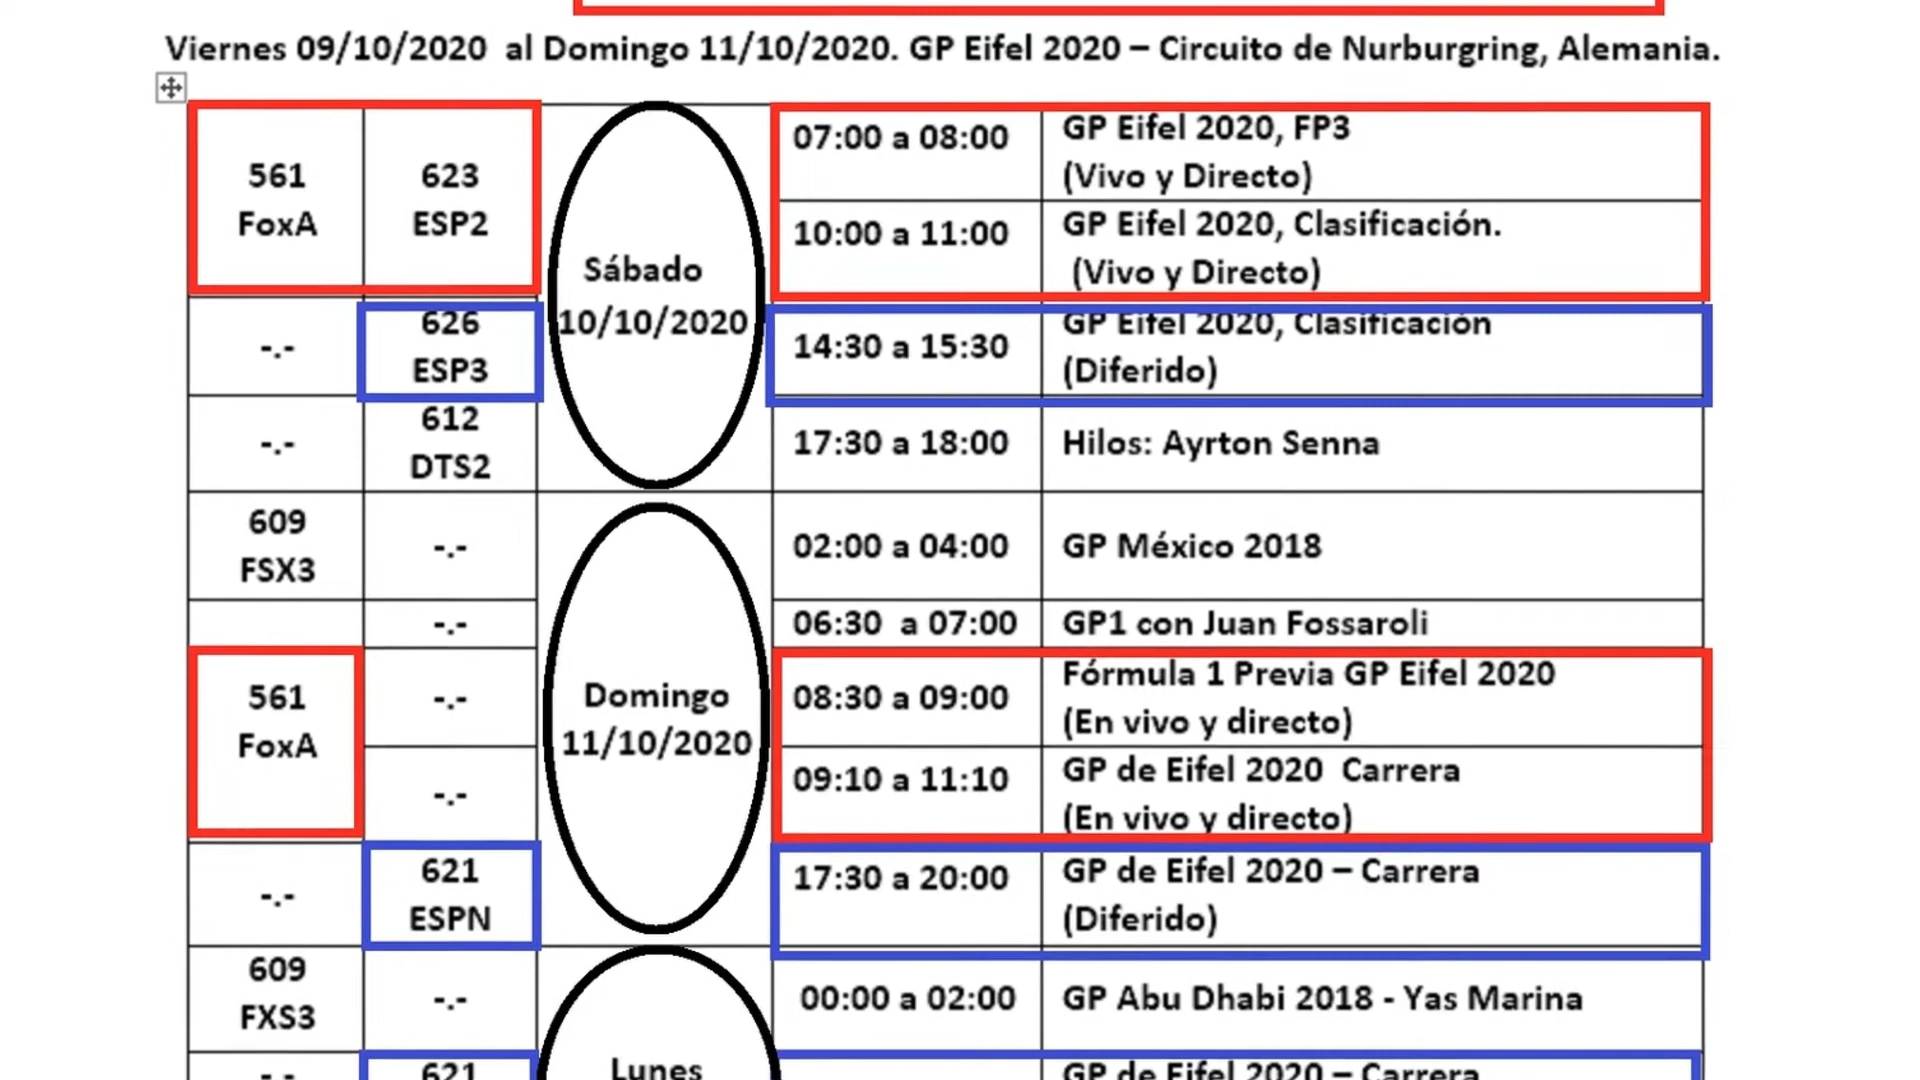 Viernes 09/10/2020  al Domingo 11/10/2020. GP Eifel 2020 – Circuito de Nurburgring, Alemania.
561
FoxA
623
ESP2
Sábado
10/10/2020
07:00 a 08:00
GP Eifel 2020, FP3
(Vivo y Directo)
10:00 a 11:00
GP Eifel 2020, Clasificación.
(Vivo y Directo)
-.-
626
ESP3
14:30 a 15:30
GP Eifel 2020, Clasificación
(Diferido)
-.-
612
DTS2
17:30 a 18:00
Hilos: Ayrton Senna
609
FSX3
-.-
Domingo
11/10/2020
02:00 a 04:00
GP México 2018
-.-
06:30  a 07:00
GP1 con Juan Fossaroli
561
FoxA
-.-
08:30 a 09:00
Fórmula 1 Previa GP Eifel 2020
(En vivo y directo)
-.-
09:10 a 11:10
GP de Eifel 2020  Carrera
(En vivo y directo)
-.-
621
ESPN
17:30 a 20:00
GP de Eifel 2020 – Carrera
(Diferido)
609
FXS3
-.-
Lunes
00:00 a 02:00
GP Abu Dhabi 2018 - Yas Marina
-.-
621
GP de Eifel 2020 – Carrera